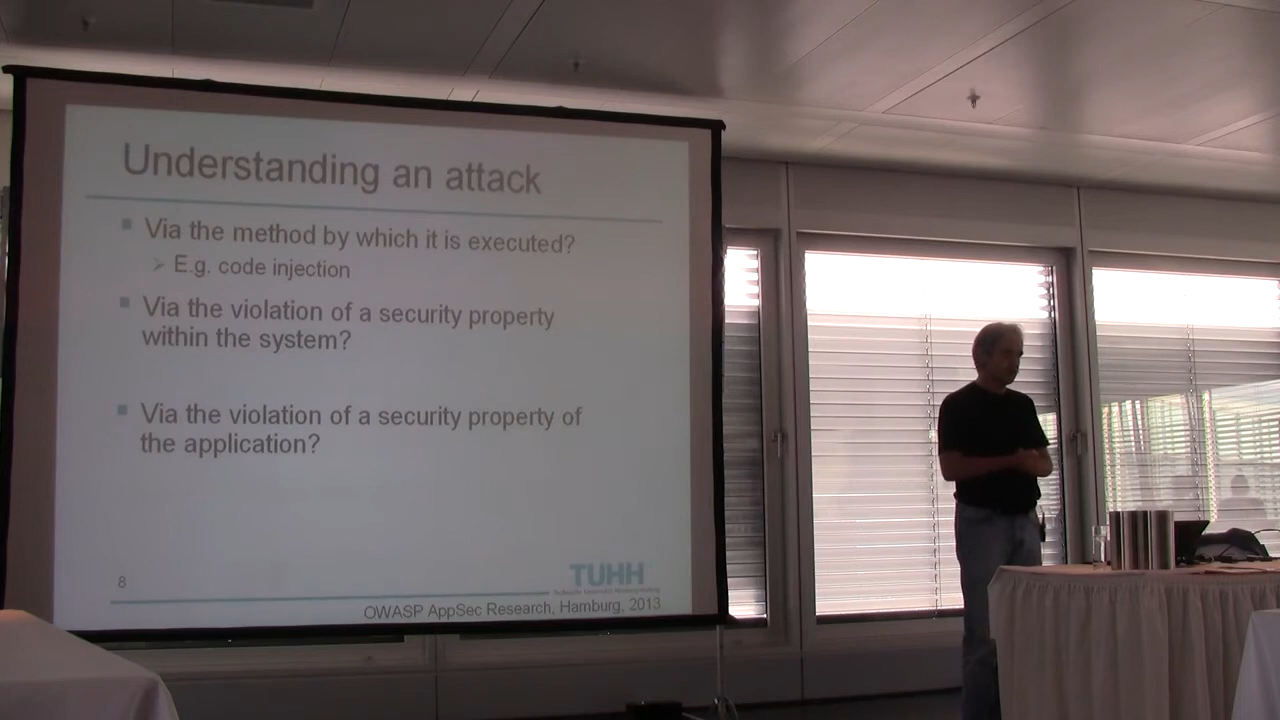 Understanding an attack
Via the method by which it is executed?
E.g. code injection
Via the violation of a security property
within the system?
Via the violation of a security property of
the application?
8
TUHH
OWASP AppSec Research, Hamburg, 2013